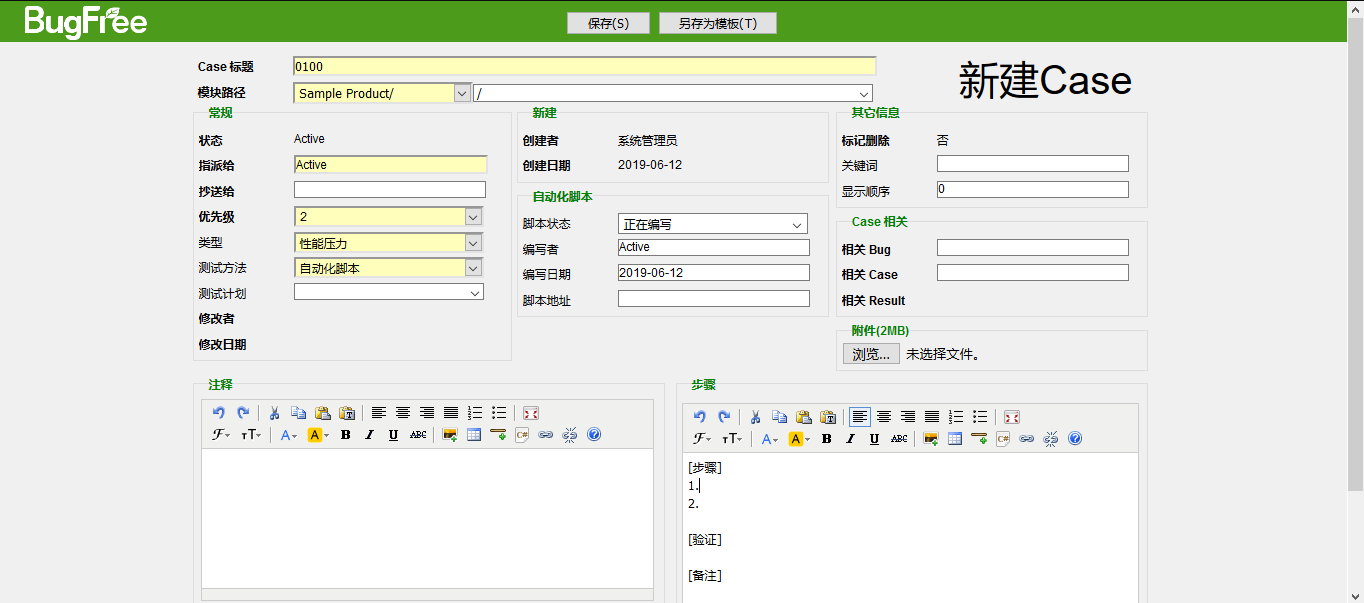 BugFree
保存(S) 另存为模板(T)
Case 标题 0100
新建Case
模块路径 Sample Product/ /
常规
状态 Active
指派给 Active
抄送给
优先级 2
类型 性能压力
测试方法 自动化脚本
测试计划
修改者
修改日期
新建
创建者 系统管理员
创建日期 2019-06-12
自动化脚本
脚本状态 正在编写
编写者 Active
编写日期 2019-06-12
脚本地址
其它信息
标记删除 否
关键词
显示顺序 0
Case 相关
相关 Bug
相关 Case
相关 Result
附件(2MB)
浏览... 未选择文件。
注释
步骤
[步骤]
1.
2.
[验证]
[备注]